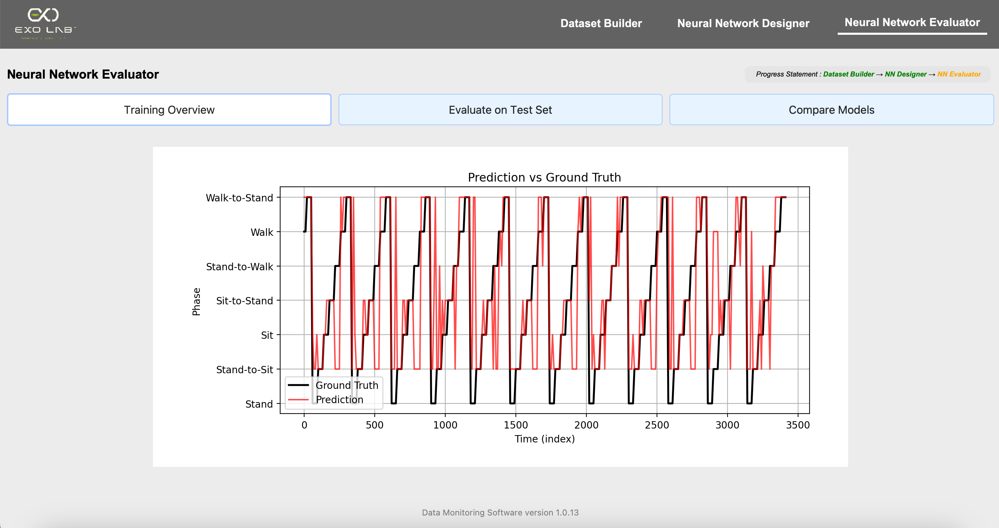 EXO LAB
Dataset Builder
Neural Network Designer
Neural Network Evaluator
Neural Network Evaluator
Progress Statement : Dataset Builder → NN Designer → NN Evaluator
Training Overview
Evaluate on Test Set
Compare Models
Prediction vs Ground Truth
Walk-to-Stand
Walk
Stand-to-Walk
Sit-to-Stand
Sit
Stand-to-Sit
Stand
Phase
Ground Truth
Prediction
0 500 1000 1500 2000 2500 3000 3500
Time (index)
Data Monitoring Software version 1.0.13